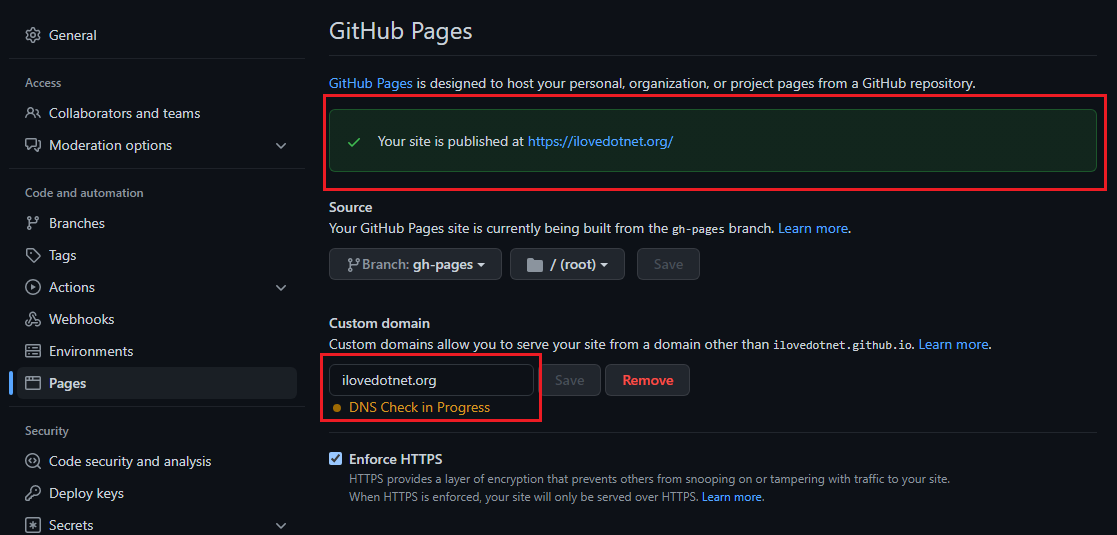 General
Access
Collaborators and teams
Moderation options
Code and automation
Branches
Tags
Actions
Webhooks
Environments
Pages
Security
Code security and analysis
Deploy keys
Secrets
GitHub Pages
GitHub Pages is designed to host your personal, organization, or project pages from a GitHub repository.
Your site is published at https://ilovedotnet.org/
Source
Your GitHub Pages site is currently being built from the gh-pages branch. Learn more.
Branch: gh-pages / (root) Save
Custom domain
Custom domains allow you to serve your site from a domain other than ilovedotnet.github.io. Learn more.
ilovedotnet.org Save Remove
DNS Check in Progress
Enforce HTTPS
HTTPS provides a layer of encryption that prevents others from snooping on or tampering with traffic to your site.
When HTTPS is enforced, your site will only be served over HTTPS. Learn more.